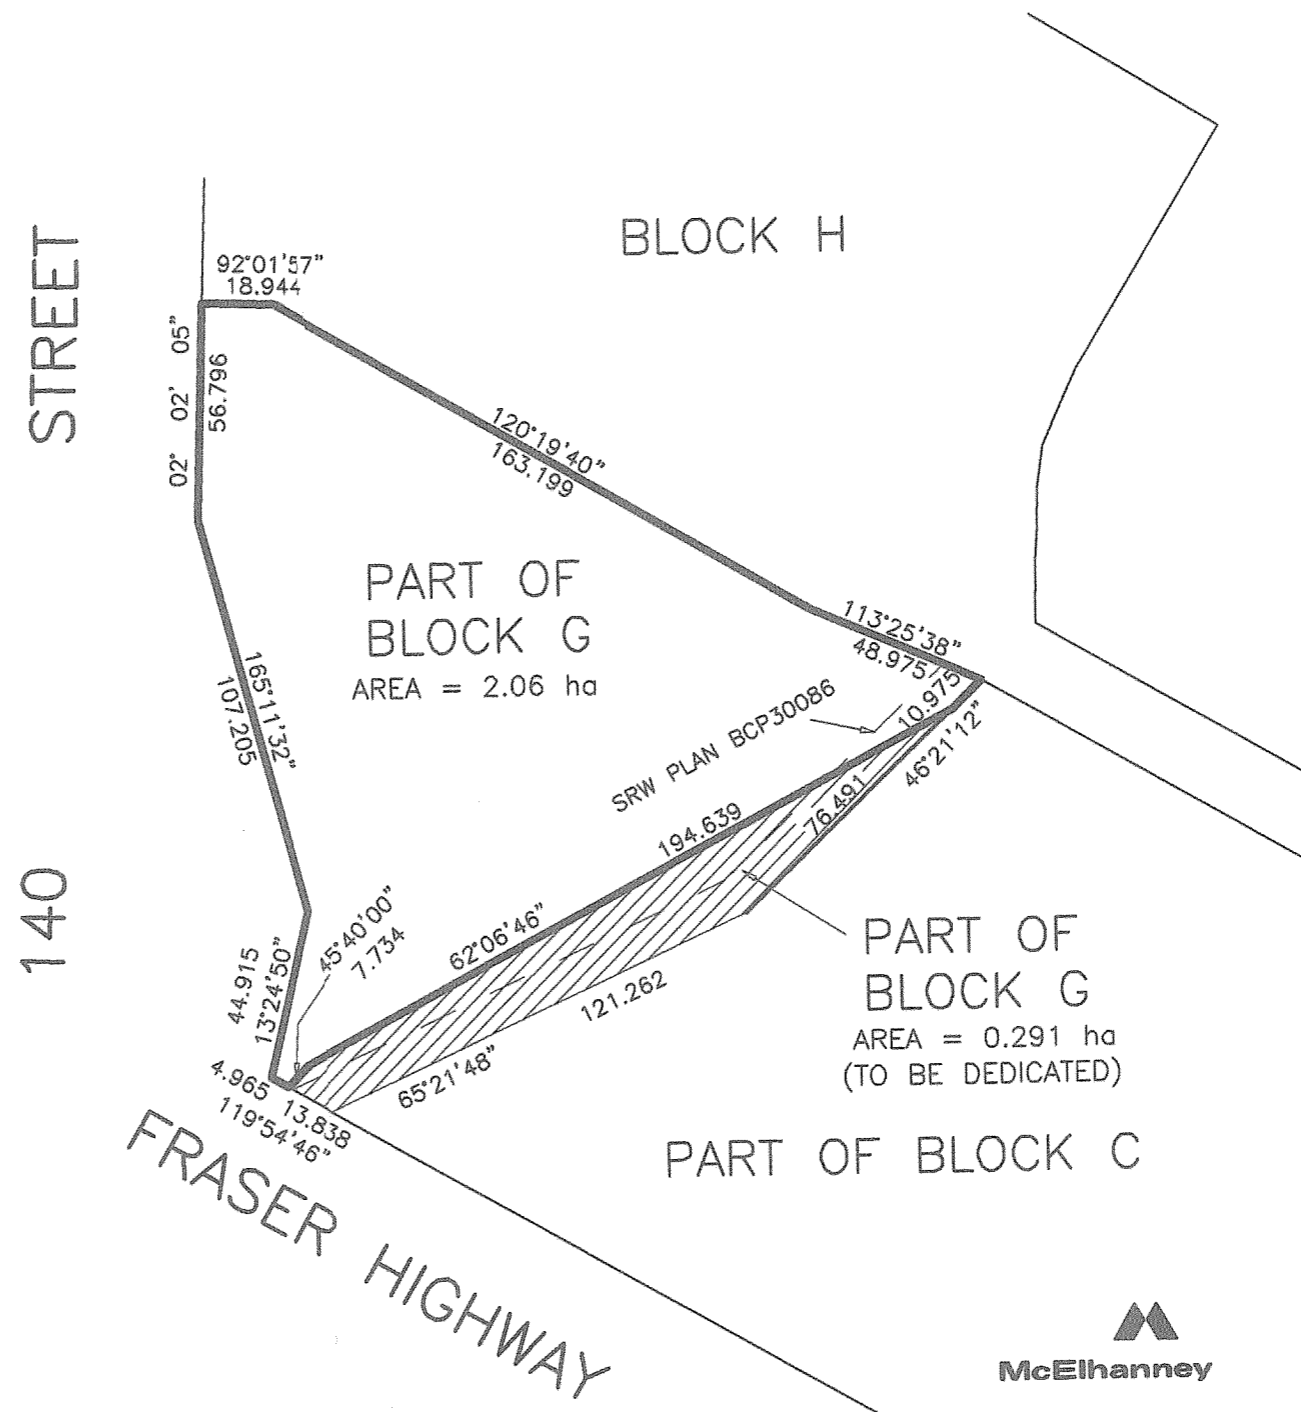 BLOCK H
STREET
92°01'57"
18.944
02° 02' 05"
56.796
120°19'40"
163.199
PART OF
BLOCK G
AREA = 2.06 ha
113°25'38"
48.975
165°11'32"
107.205
SRW PLAN BCP30086
10.975
46°21'12"
76.491
194.639
140
45°40'00"
7.734
62°06'46"
44.915
13°24'50"
121.262
PART OF
BLOCK G
AREA = 0.291 ha
(TO BE DEDICATED)
65°21'48"
4.965
13.838
119°54'46"
PART OF BLOCK C
FRASER HIGHWAY
McElhanney